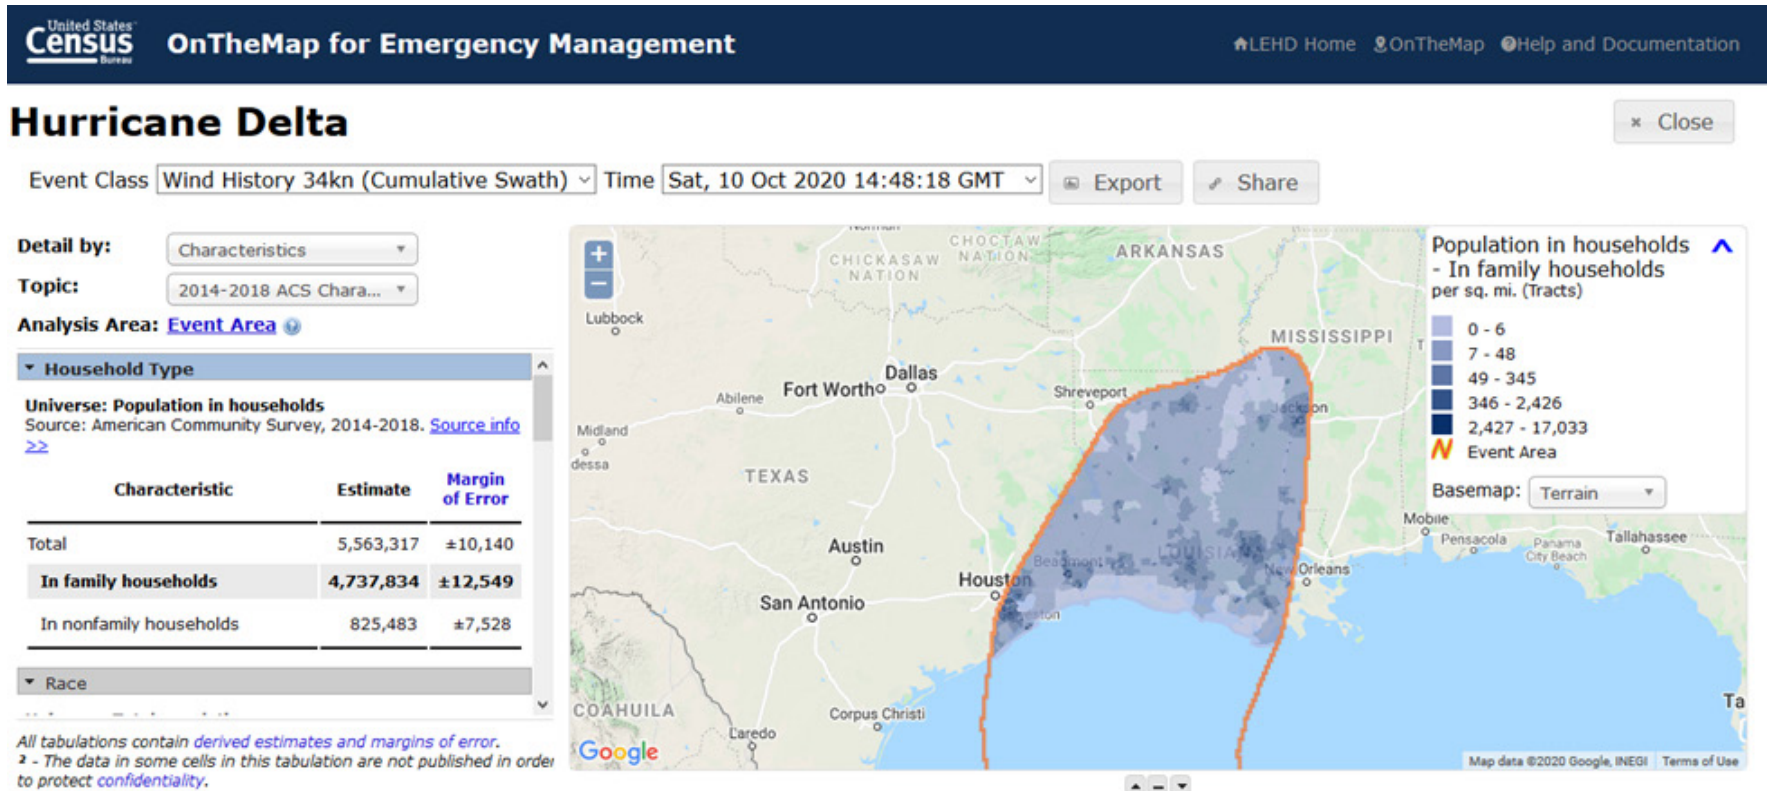 United States
Census
Bureau
OnTheMap for Emergency Management
LEHD Home OnTheMap Help and Documentation
Hurricane Delta
× Close
Event Class Wind History 34kn (Cumulative Swath) Time Sat, 10 Oct 2020 14:48:18 GMT Export Share
Detail by: Characteristics
Topic: 2014-2018 ACS Chara...
Analysis Area: Event Area
Household Type
Universe: Population in households
Source: American Community Survey, 2014-2018. Source info
>>
Characteristic Estimate Margin
of Error
Total 5,563,317 ±10,140
In family households 4,737,834 ±12,549
In nonfamily households 825,483 ±7,528
Race
All tabulations contain derived estimates and margins of error.
² - The data in some cells in this tabulation are not published in order
to protect confidentiality.
+
−
Norman
CHOCTAW
NATION
CHICKASAW
NATION
ARKANSAS
Lubbock
MISSISSIPPI
Dallas
Fort Worth
Abilene
Shreveport
Jackson
Midland
dessa
TEXAS
Austin
Beaumont
LOUISIANA
New Orleans
Houston
San Antonio
ston
Mobile
Pensacola
Panama
City Beach
Tallahassee
COAHUILA
Corpus Christi
Laredo
Ta
Google
Map data ©2020 Google, INEGI Terms of Use
Population in households
- In family households
per sq. mi. (Tracts)
0 - 6
7 - 48
49 - 345
346 - 2,426
2,427 - 17,033
Event Area
Basemap: Terrain